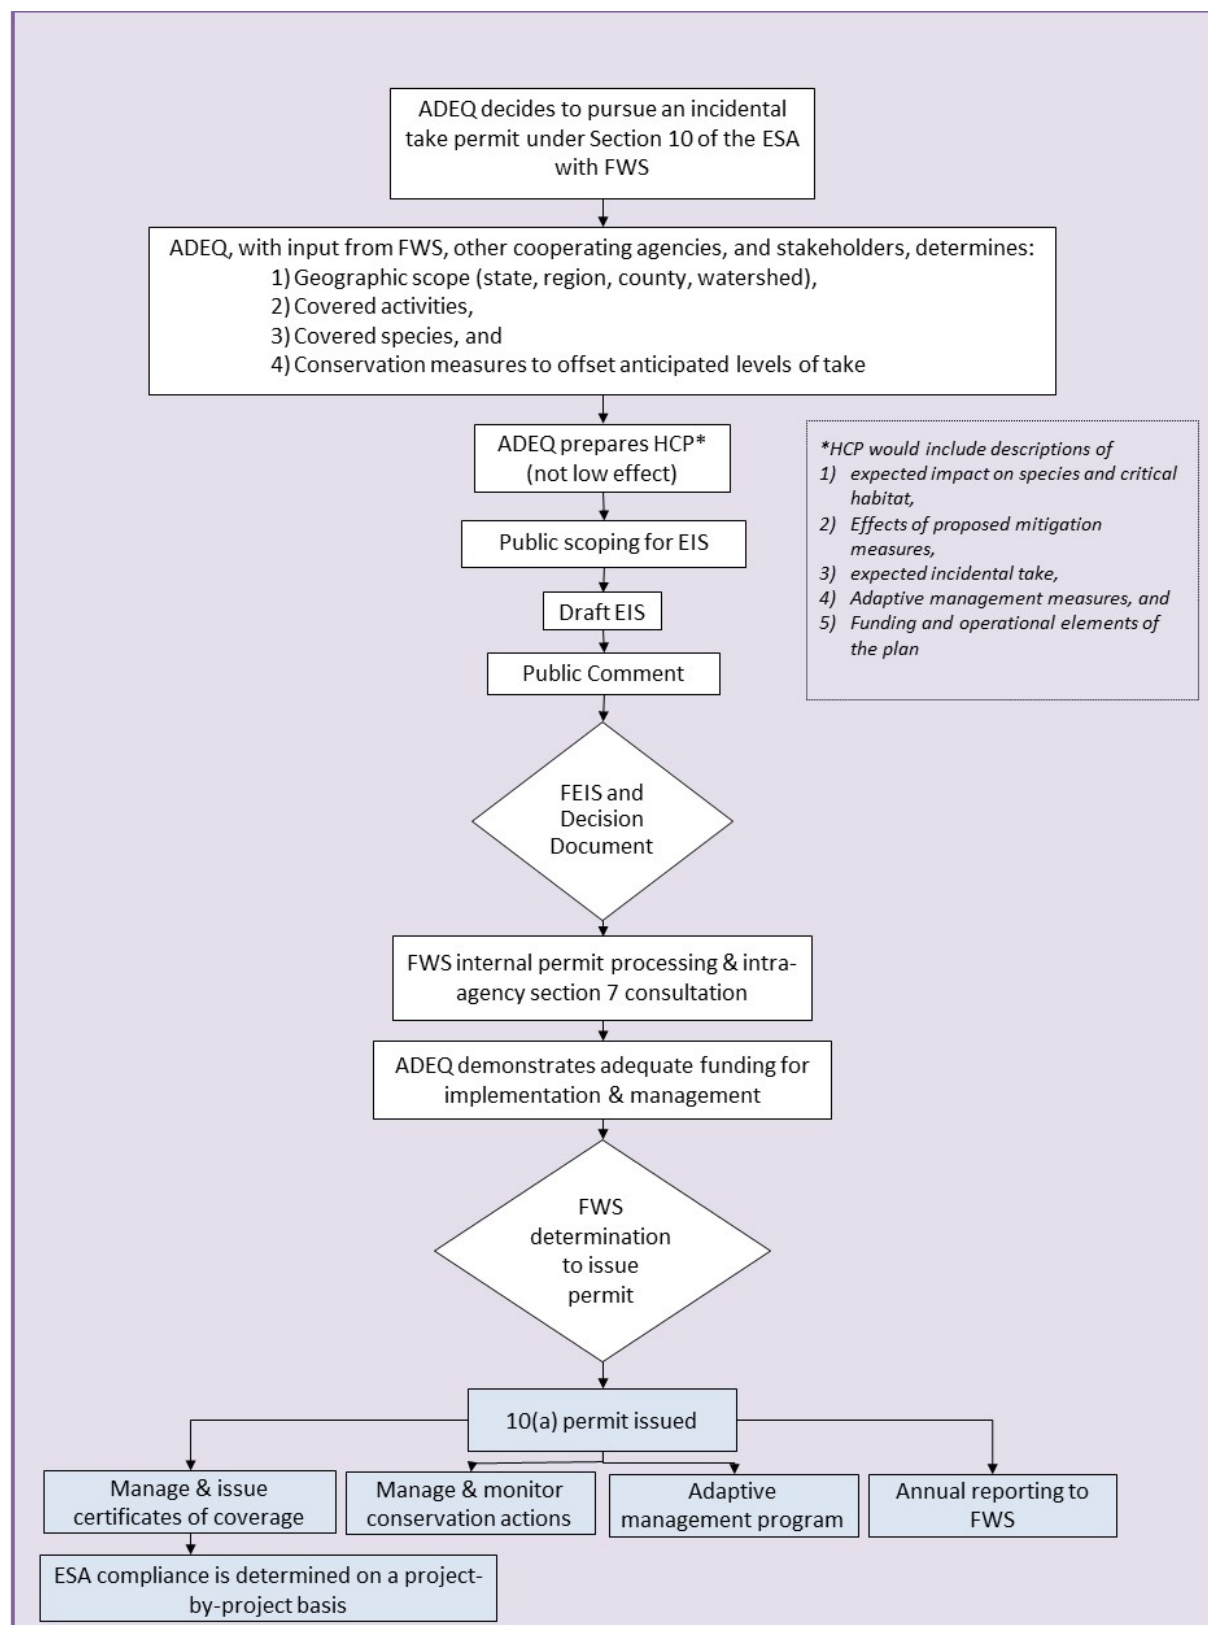 ADEQ decides to pursue an incidental
take permit under Section 10 of the ESA
with FWS
ADEQ, with input from FWS, other cooperating agencies, and stakeholders, determines:
1) Geographic scope (state, region, county, watershed),
2) Covered activities,
3) Covered species, and
4) Conservation measures to offset anticipated levels of take
ADEQ prepares HCP*
(not low effect)
*HCP would include descriptions of
1) expected impact on species and critical
habitat,
2) Effects of proposed mitigation
measures,
3) expected incidental take,
4) Adaptive management measures, and
5) Funding and operational elements of
the plan
Public scoping for EIS
Draft EIS
Public Comment
FEIS and
Decision
Document
FWS internal permit processing & intra-
agency section 7 consultation
ADEQ demonstrates adequate funding for
implementation & management
FWS
determination
to issue
permit
10(a) permit issued
Manage & issue
certificates of coverage
Manage & monitor
conservation actions
Adaptive
management program
Annual reporting to
FWS
ESA compliance is determined on a project-
by-project basis